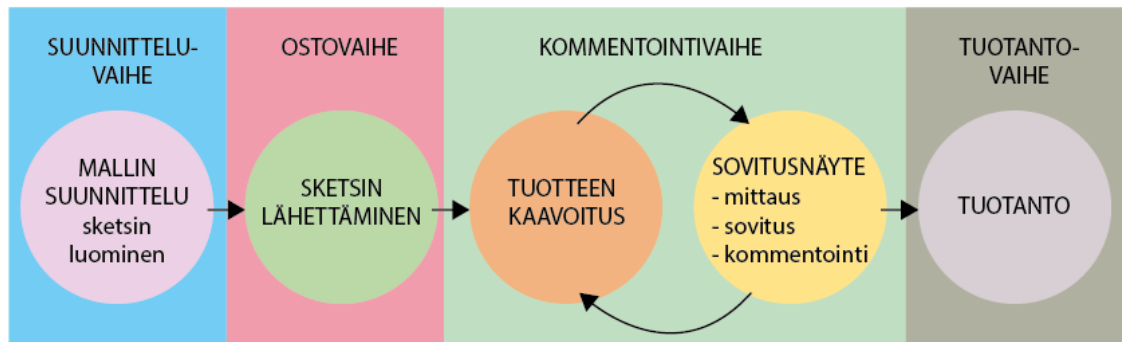 SUUNNITTELU-
VAIHE
OSTOVAIHE
KOMMENTOINTIVAIHE
TUOTANTO-
VAIHE
MALLIN
SUUNNITTELU
sketsin
luominen
SKETSIN
LÄHETTÄMINEN
TUOTTEEN
KAAVOITUS
SOVITUSNÄYTE
- mittaus
- sovitus
- kommentointi
TUOTANTO